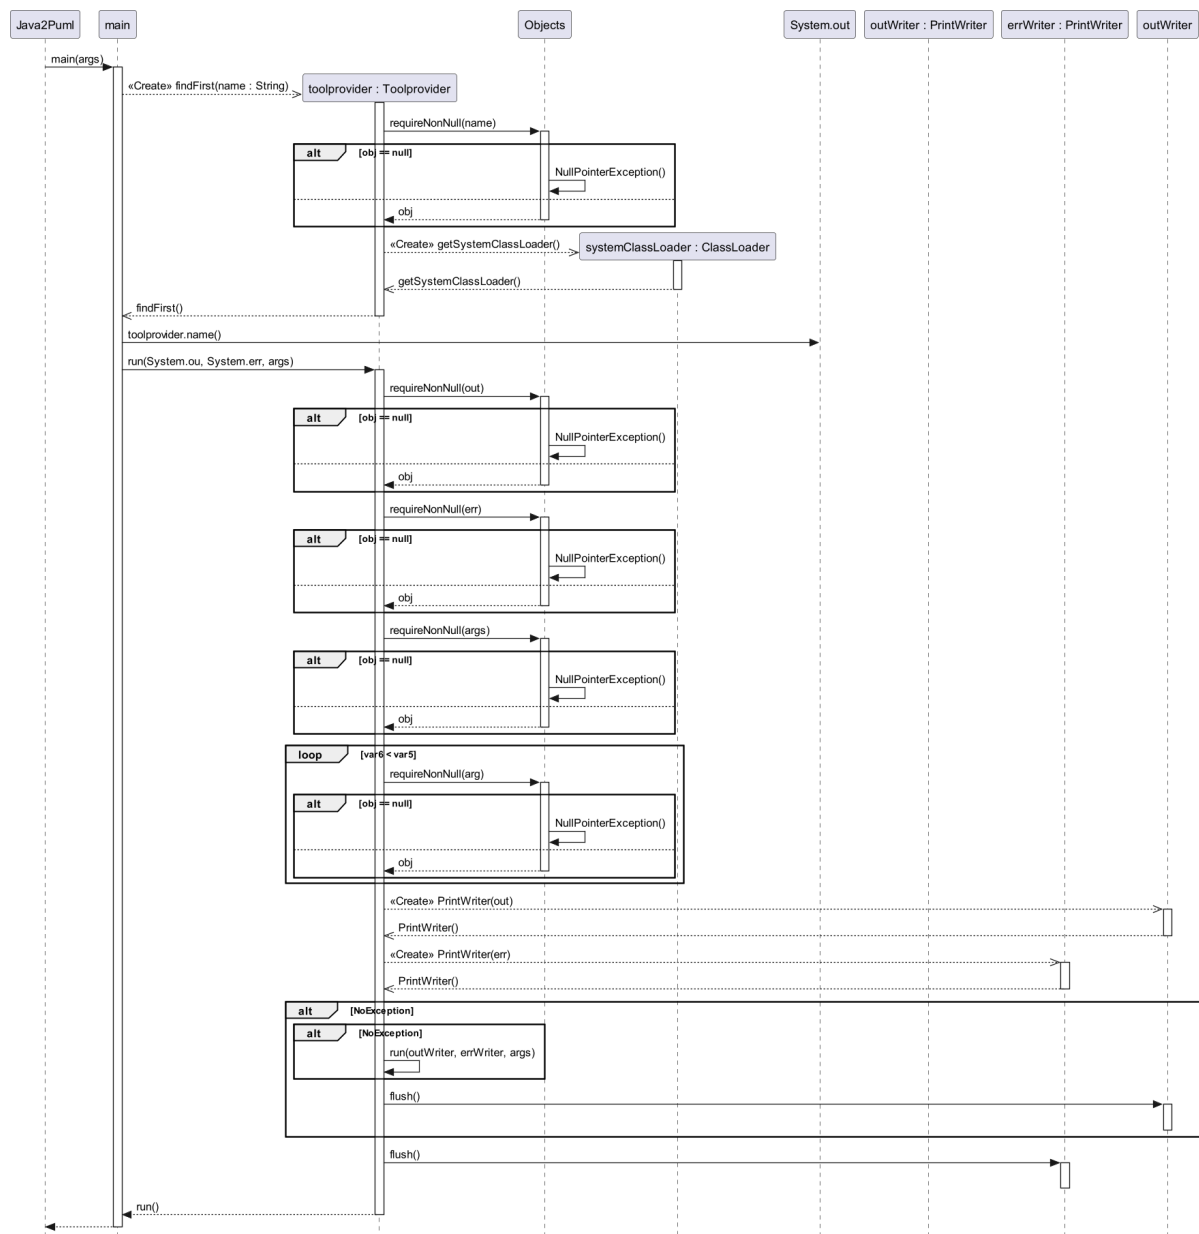 Java2Puml
main
Objects
System.out
outWriter : PrintWriter
errWriter : PrintWriter
outWriter
main(args)
«Create» findFirst(name : String)
toolprovider : Toolprovider
requireNonNull(name)
alt
[obj == null]
NullPointerException()
obj
«Create» getSystemClassLoader()
systemClassLoader : ClassLoader
getSystemClassLoader()
findFirst()
toolprovider.name()
run(System.ou, System.err, args)
requireNonNull(out)
alt
[obj == null]
NullPointerException()
obj
requireNonNull(err)
alt
[obj == null]
NullPointerException()
obj
requireNonNull(args)
alt
[obj == null]
NullPointerException()
obj
loop
[var6 < var5]
requireNonNull(arg)
alt
[obj == null]
NullPointerException()
obj
«Create» PrintWriter(out)
PrintWriter()
«Create» PrintWriter(err)
PrintWriter()
alt
[NoException]
alt
[NoException]
run(outWriter, errWriter, args)
flush()
flush()
run()